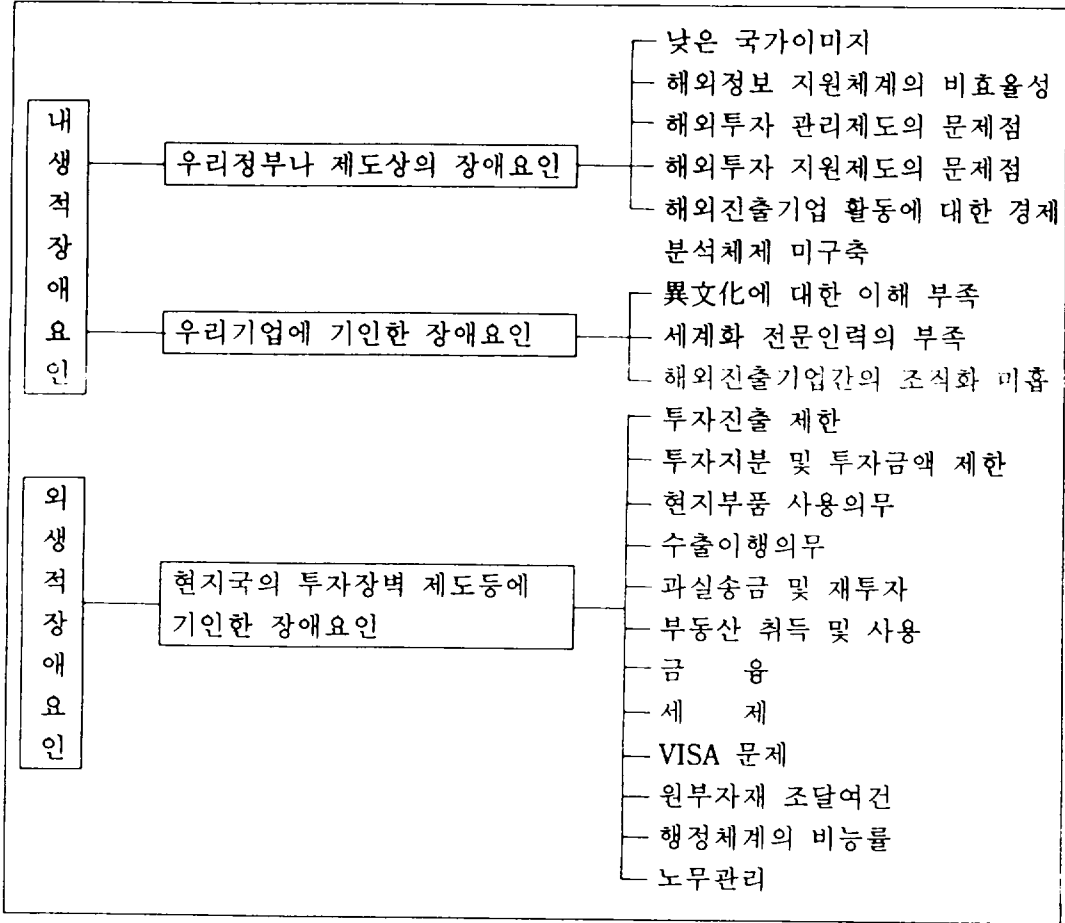 내생적장애요인
우리정부나 제도상의 장애요인
낮은 국가이미지
해외정보 지원체계의 비효율성
해외투자 관리제도의 문제점
해외투자 지원제도의 문제점
해외진출기업 활동에 대한 경제
분석체제 미구축
우리기업에 기인한 장애요인
異文化에 대한 이해 부족
세계화 전문인력의 부족
해외진출기업간의 조직화 미흡
외생적장애요인
현지국의 투자장벽 제도등에
기인한 장애요인
투자진출 제한
투자지분 및 투자금액 제한
현지부품 사용의무
수출이행의무
과실송금 및 재투자
부동산 취득 및 사용
금 융
세 제
VISA 문제
원부자재 조달여건
행정체계의 비능률
노무관리